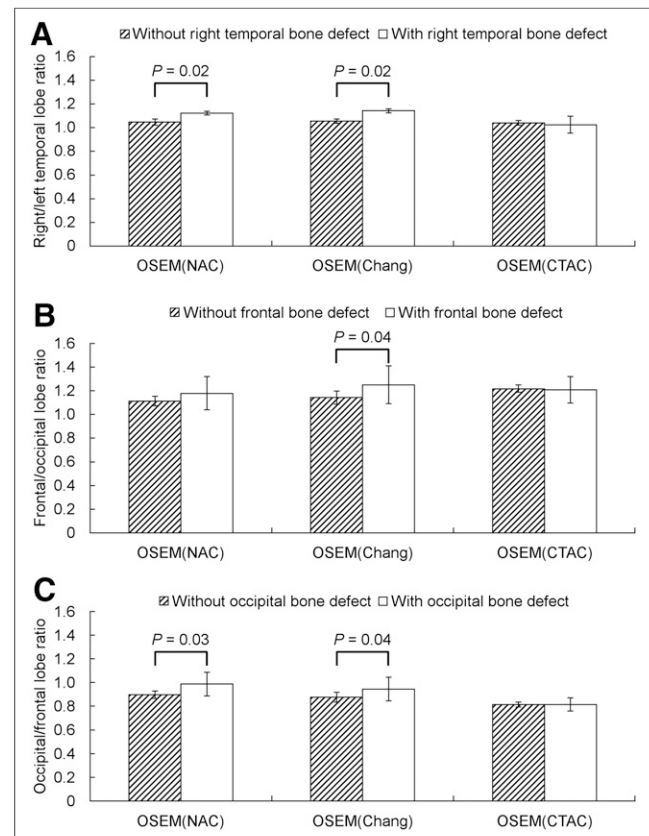 A
Without right temporal bone defect With right temporal bone defect
Right/left temporal lobe ratio
1.6
1.4
1.2
1.0
0.8
0.6
0.4
0.2
0
P = 0.02
P = 0.02
OSEM(NAC) OSEM(Chang) OSEM(CTAC)
B
Without frontal bone defect With frontal bone defect
Frontal/occipital lobe ratio
1.6
1.4
1.2
1.0
0.8
0.6
0.4
0.2
0
P = 0.04
OSEM(NAC) OSEM(Chang) OSEM(CTAC)
C
Without occipital bone defect With occipital bone defect
Occipital/frontal lobe ratio
1.6
1.4
1.2
1.0
0.8
0.6
0.4
0.2
0
P = 0.03
P = 0.04
OSEM(NAC) OSEM(Chang) OSEM(CTAC)